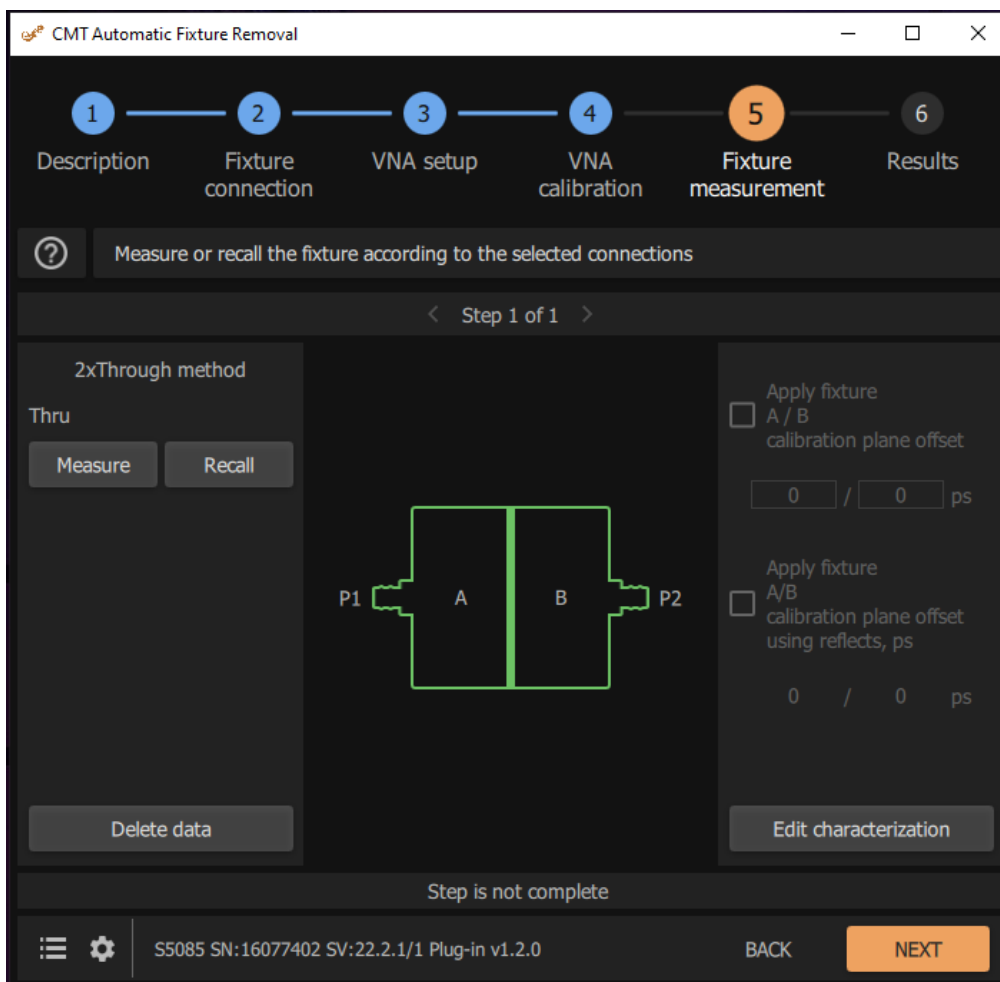 CMT Automatic Fixture Removal
1
2
3
4
5
6
Description
Fixture
connection
VNA setup
VNA
calibration
Fixture
measurement
Results
Measure or recall the fixture according to the selected connections
Step 1 of 1
2xThrough method
Thru
Measure
Recall
P1
A
B
P2
Apply fixture
A / B
calibration plane offset
0 / 0 ps
Apply fixture
A/B
calibration plane offset
using reflects, ps
0 / 0 ps
Delete data
Edit characterization
Step is not complete
S5085 SN:16077402 SV:22.2.1/1 Plug-in v1.2.0
BACK
NEXT